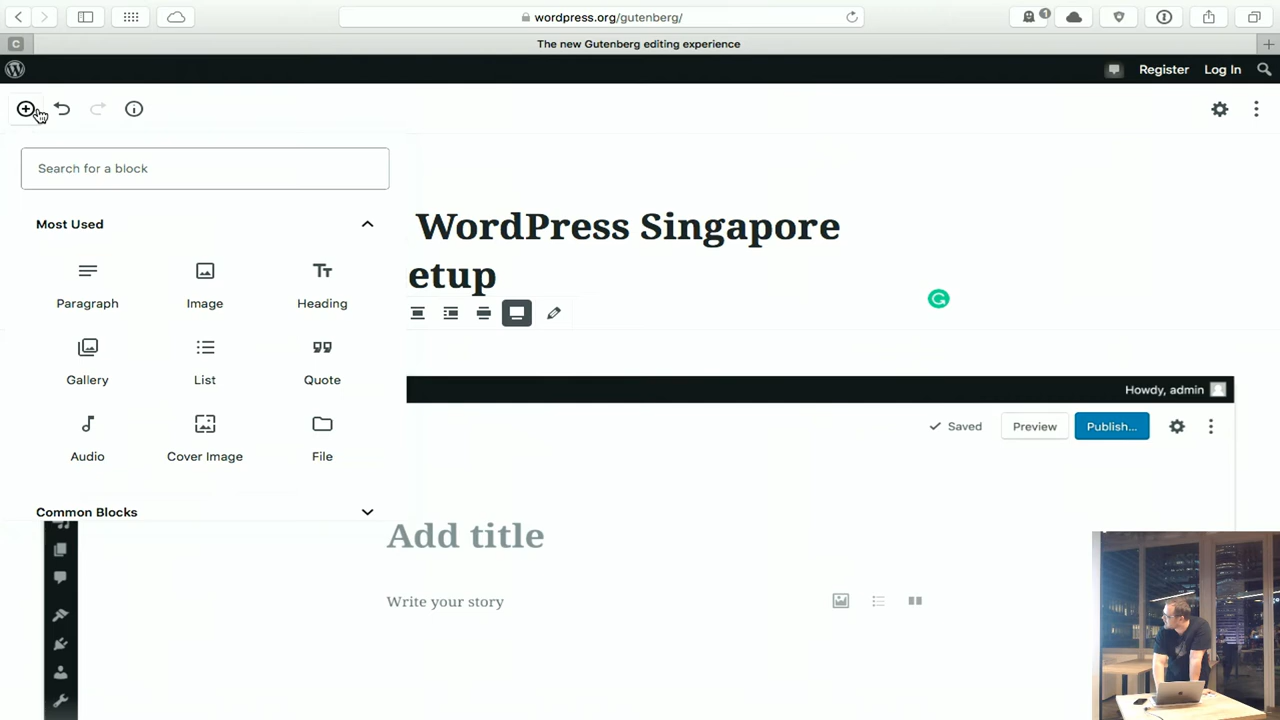 wordpress.org/gutenberg/
1
C
The new Gutenberg editing experience
Register
Log In
Search for a block
Most Used
Paragraph
Image
Heading
Gallery
List
Quote
Audio
Cover Image
File
Common Blocks
WordPress Singapore
etup
Howdy, admin
Saved
Preview
Publish...
Add title
Write your story